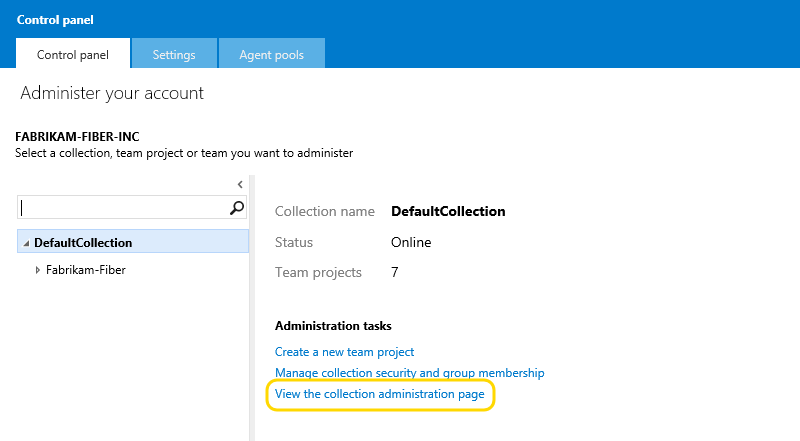 Control panel
Control panel
Settings
Agent pools
Administer your account
FABRIKAM-FIBER-INC
Select a collection, team project or team you want to administer
DefaultCollection
Fabrikam-Fiber
Collection name DefaultCollection
Status Online
Team projects 7
Administration tasks
Create a new team project
Manage collection security and group membership
View the collection administration page